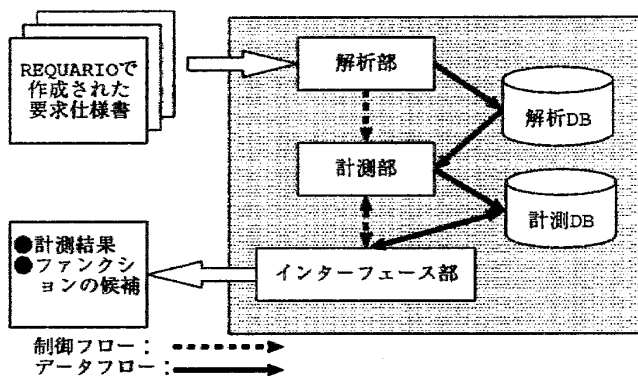 REQUARIOで
作成された
要求仕様書
解析部
解析DB
計測部
計測DB
インターフェース部
●計測結果
●ファンクシ
ョンの候補
制御フロー：
データフロー：